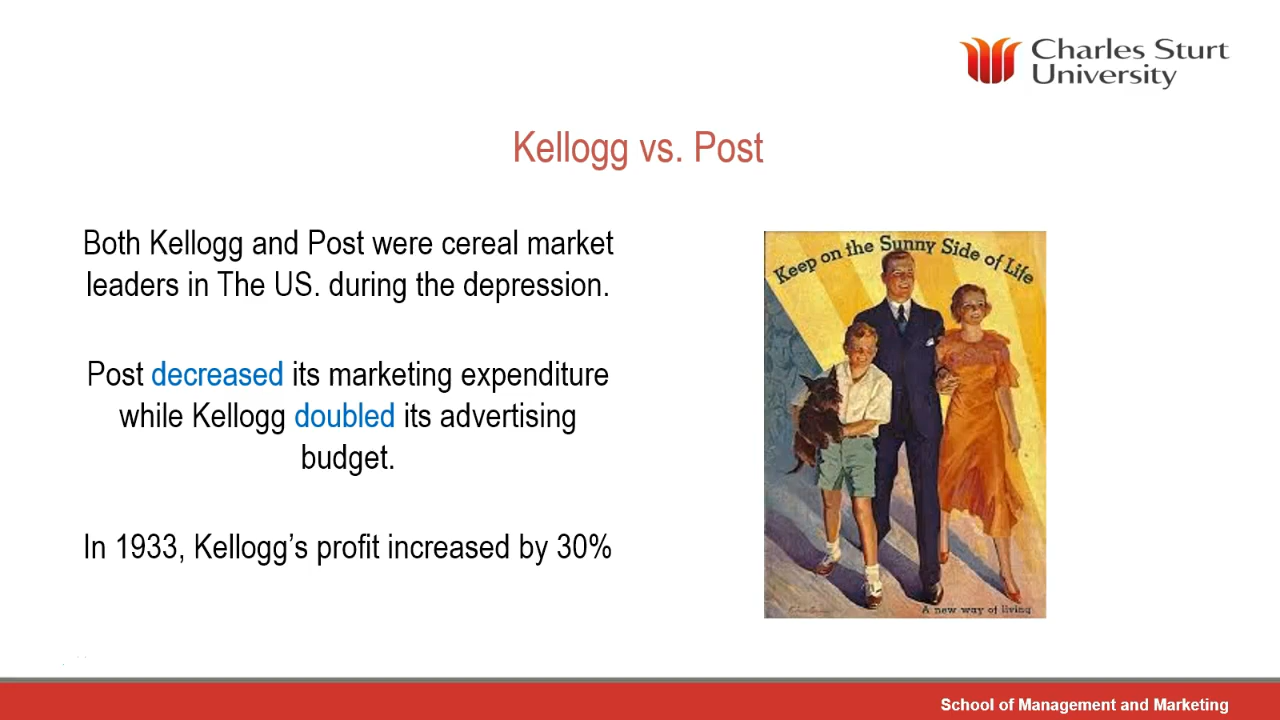 Charles Sturt
University
Kellogg vs. Post
Both Kellogg and Post were cereal market
leaders in The US. during the depression.
Post decreased its marketing expenditure
while Kellogg doubled its advertising
budget.
In 1933, Kellogg’s profit increased by 30%
Keep on the Sunny Side of Life
A new way of living
School of Management and Marketing